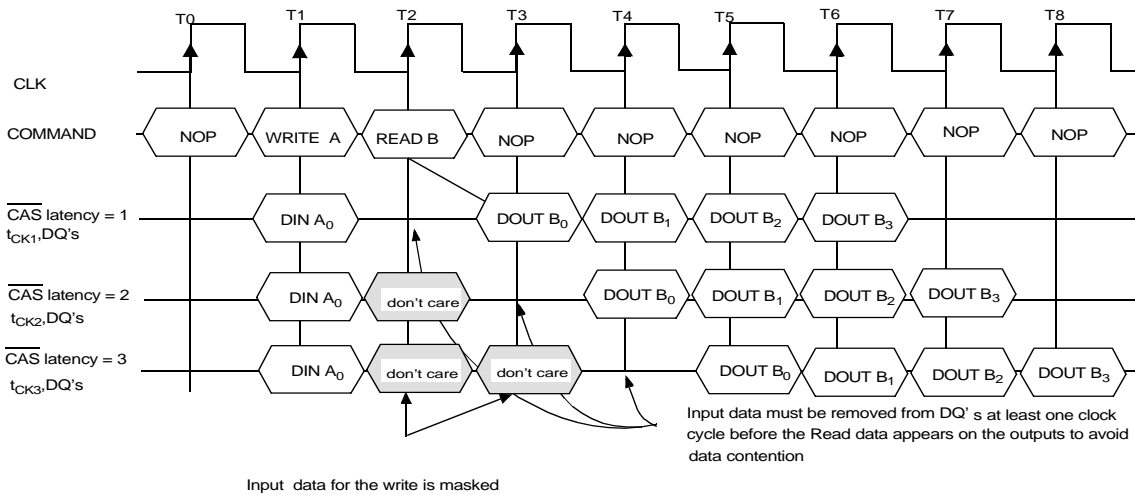 T0 T1 T2 T3 T4 T5 T6 T7 T8
CLK
COMMAND NOP WRITE A READ B NOP NOP NOP NOP NOP NOP
CAS latency = 1 DIN A0 DOUT B0 DOUT B1 DOUT B2 DOUT B3
tCK1,DQ's
CAS latency = 2 DIN A0 don't care DOUT B0 DOUT B1 DOUT B2 DOUT B3
tCK2,DQ's
CAS latency = 3 DIN A0 don't care don't care DOUT B0 DOUT B1 DOUT B2 DOUT B3
tCK3,DQ's
Input data must be removed from DQ' s at least one clock
cycle before the Read data appears on the outputs to avoid
data contention
Input data for the write is masked